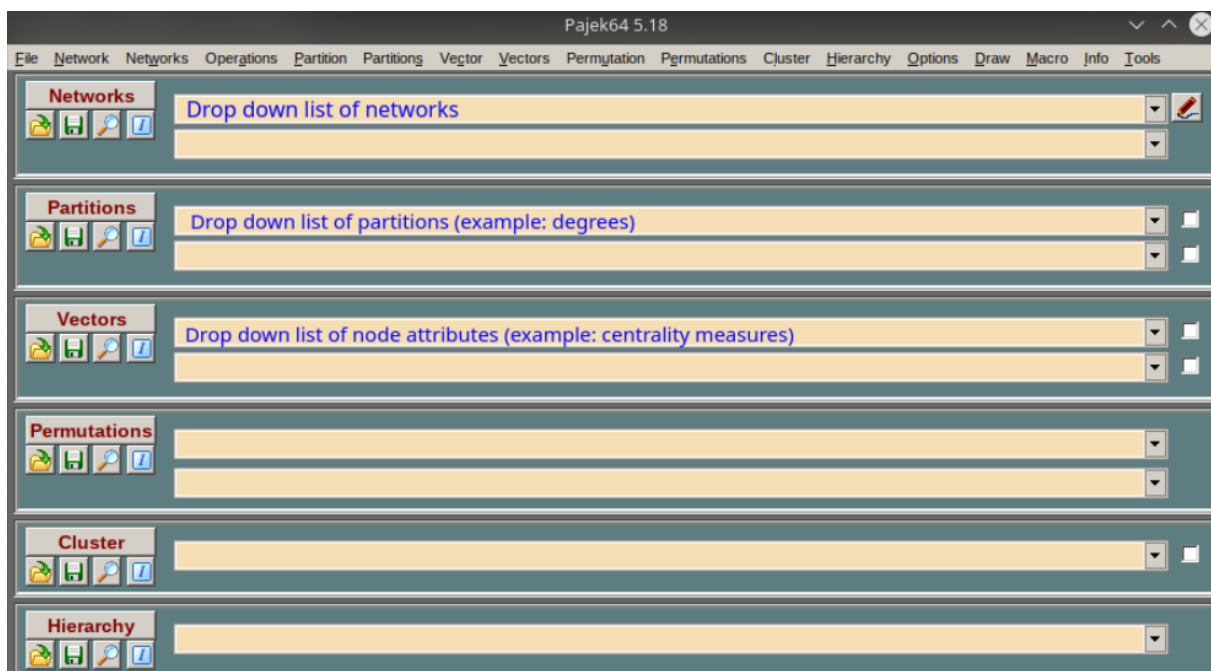 Pajek64 5.18
File Network Networks Operations Partition Partitions Vector Vectors Permutation Permutations Cluster Hierarchy Options Draw Macro Info Tools
Networks
Drop down list of networks
Partitions
Drop down list of partitions (example: degrees)
Vectors
Drop down list of node attributes (example: centrality measures)
Permutations
Cluster
Hierarchy